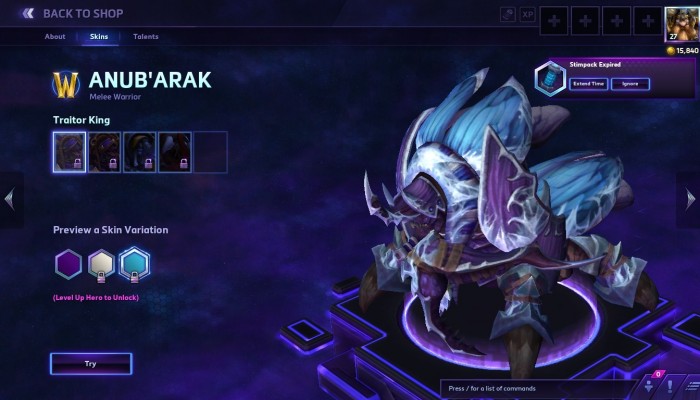 BACK TO SHOP
XP
27
15,840
About
Skins
Talents
Stimpack Expired
Extend Time
Ignore
W
ANUB'ARAK
Melee Warrior
Traitor King
Preview a Skin Variation
(Level Up Hero to Unlock)
Try
Press / for a list of commands
0